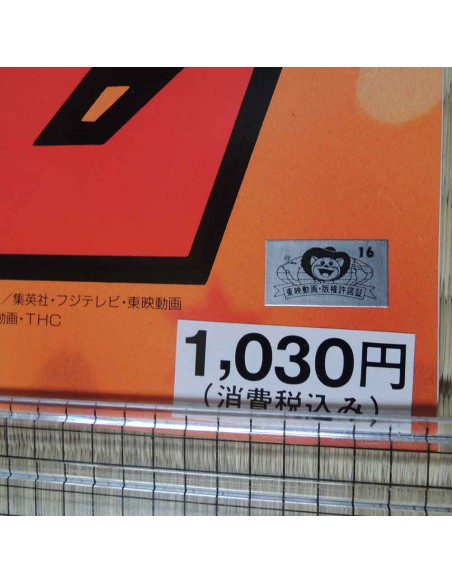 16
東映動画・版権許諾証
／集英社・フジテレビ・東映動画
動画・THC
1,030円
(消費税込み)